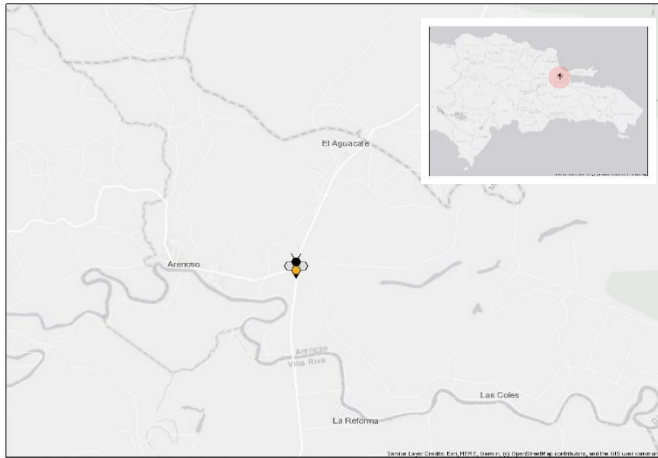 El Aguacate
Arenoso
Arenoso
Villa Riva
Las Coles
La Reforma
Service Layer Credits: Esri, HERE, Garmin, (c) OpenStreetMap contributors, and the GIS user commun